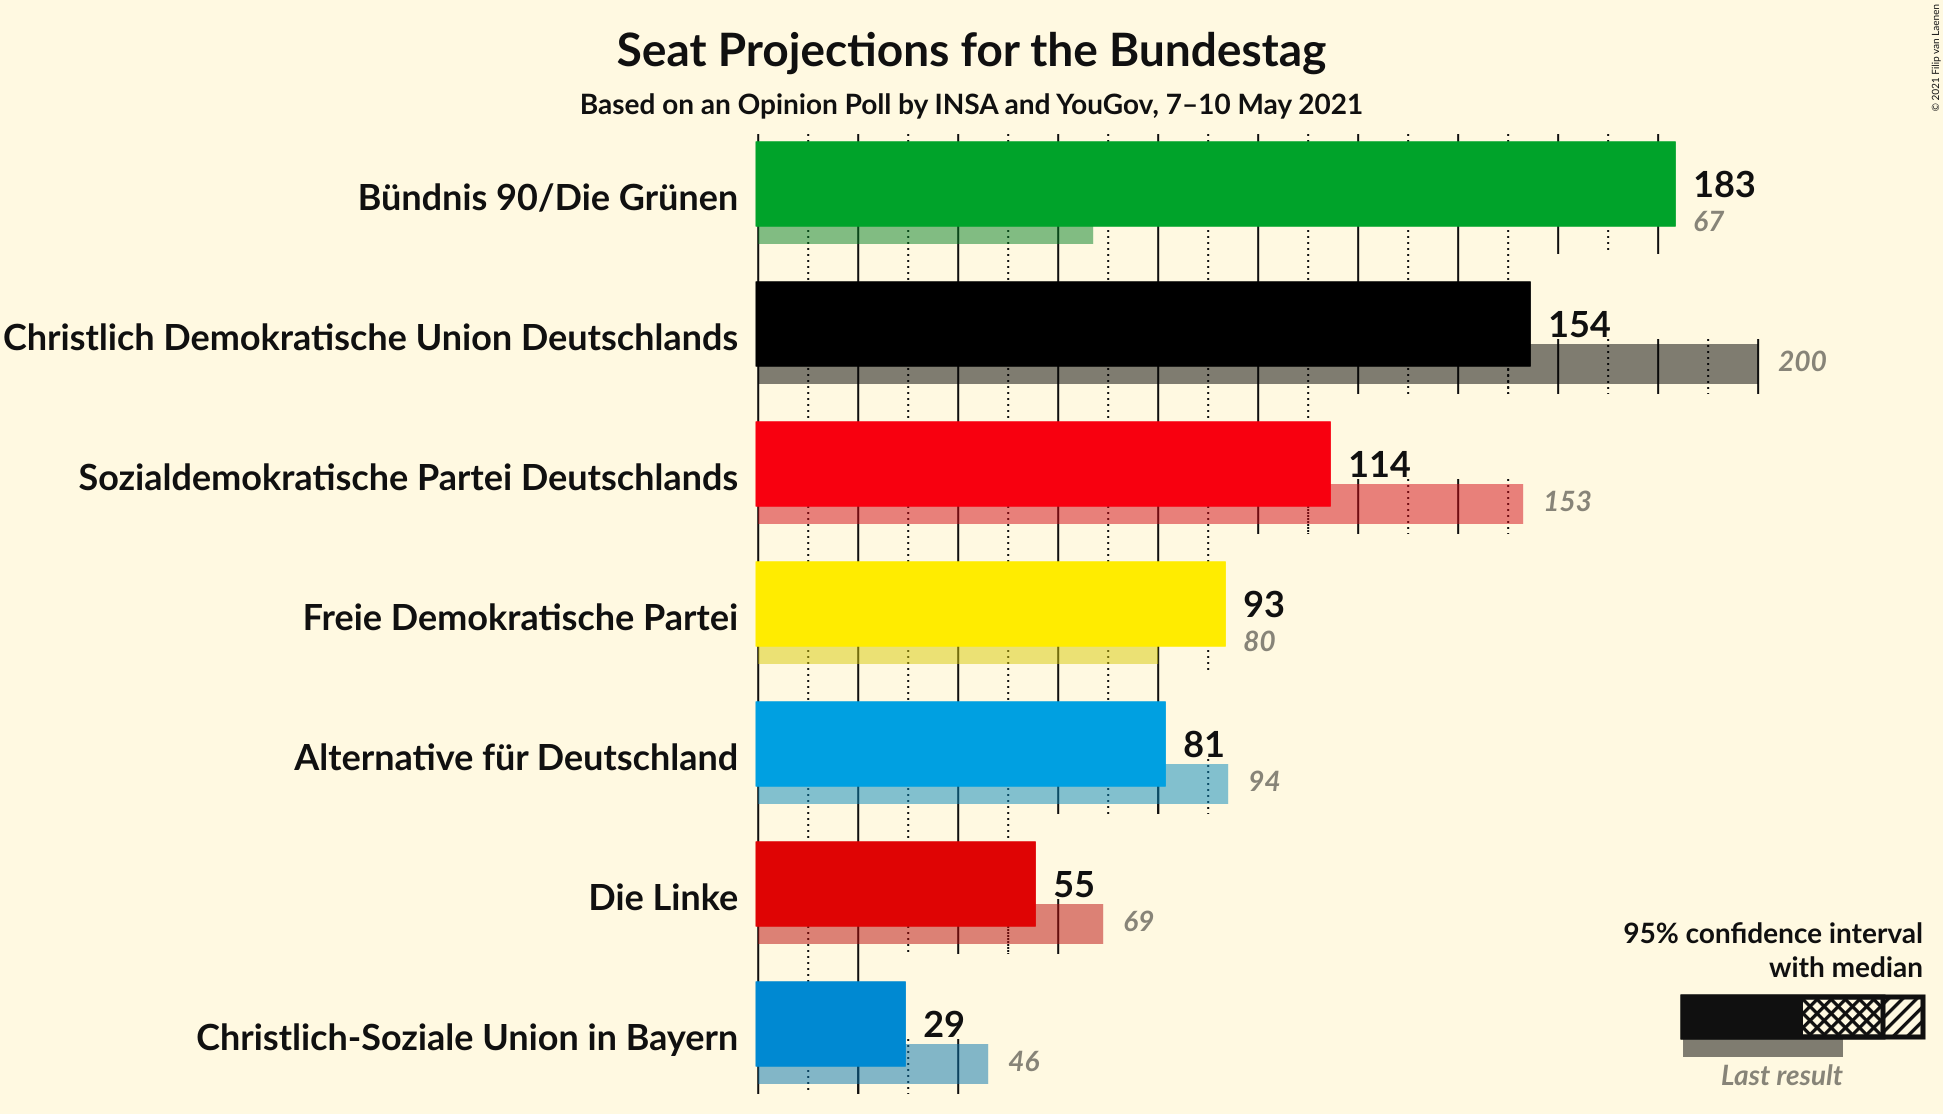 Seat Projections for the Bundestag
Based on an Opinion Poll by INSA and YouGov, 7–10 May 2021
© 2021 Filip van Laenen
Bündnis 90/Die Grünen
183
67
Christlich Demokratische Union Deutschlands
154
200
Sozialdemokratische Partei Deutschlands
114
153
Freie Demokratische Partei
93
80
Alternative für Deutschland
81
94
Die Linke
55
69
Christlich-Soziale Union in Bayern
29
46
95% confidence interval
with median
Last result